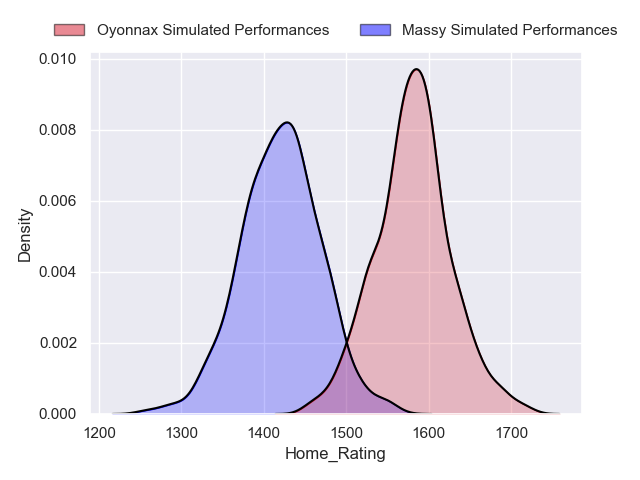 Oyonnax Simulated Performances Massy Simulated Performances
0.010
0.008
0.006
0.004
0.002
0.000
Density
1200 1300 1400 1500 1600 1700
Home_Rating